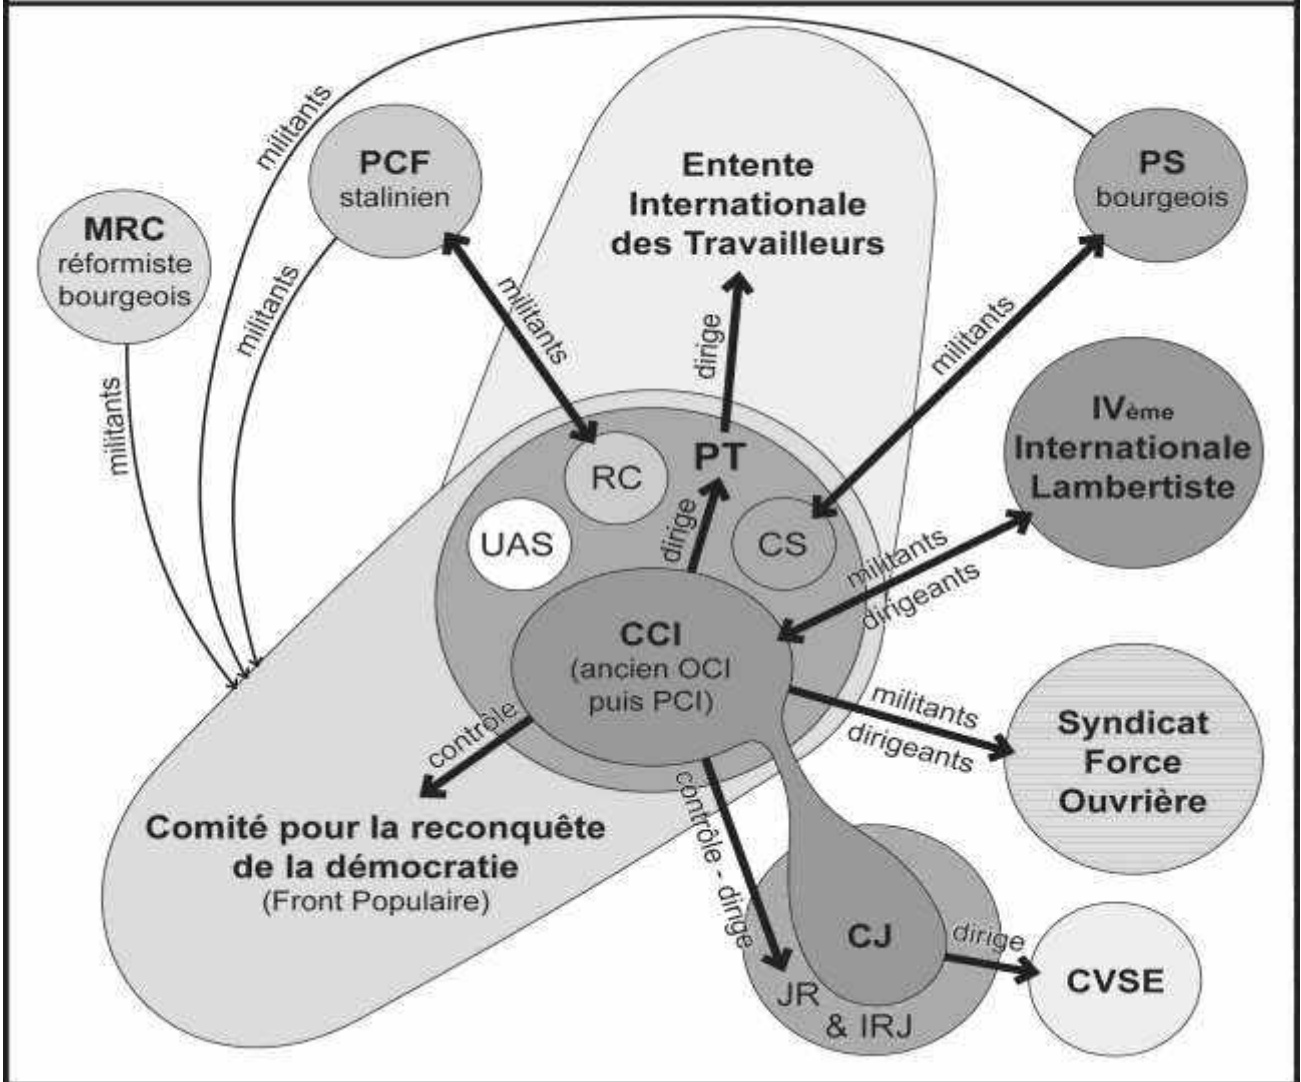 militants
PCF
stalinien
MRC
réformiste
bourgeois
militants
militants
Entente
Internationale
des Travailleurs
PS
bourgeois
militants
militants
dirige
IVème
Internationale
Lambertiste
RC
PT
UAS
dirige
CS
militants
dirigeants
CCI
(ancien OCI
puis PCI)
contrôle
militants
dirigeants
Syndicat
Force
Ouvrière
Comité pour la reconquête
de la démocratie
(Front Populaire)
contrôle - dirige
CJ
dirige
CVSE
JR
& IRJ